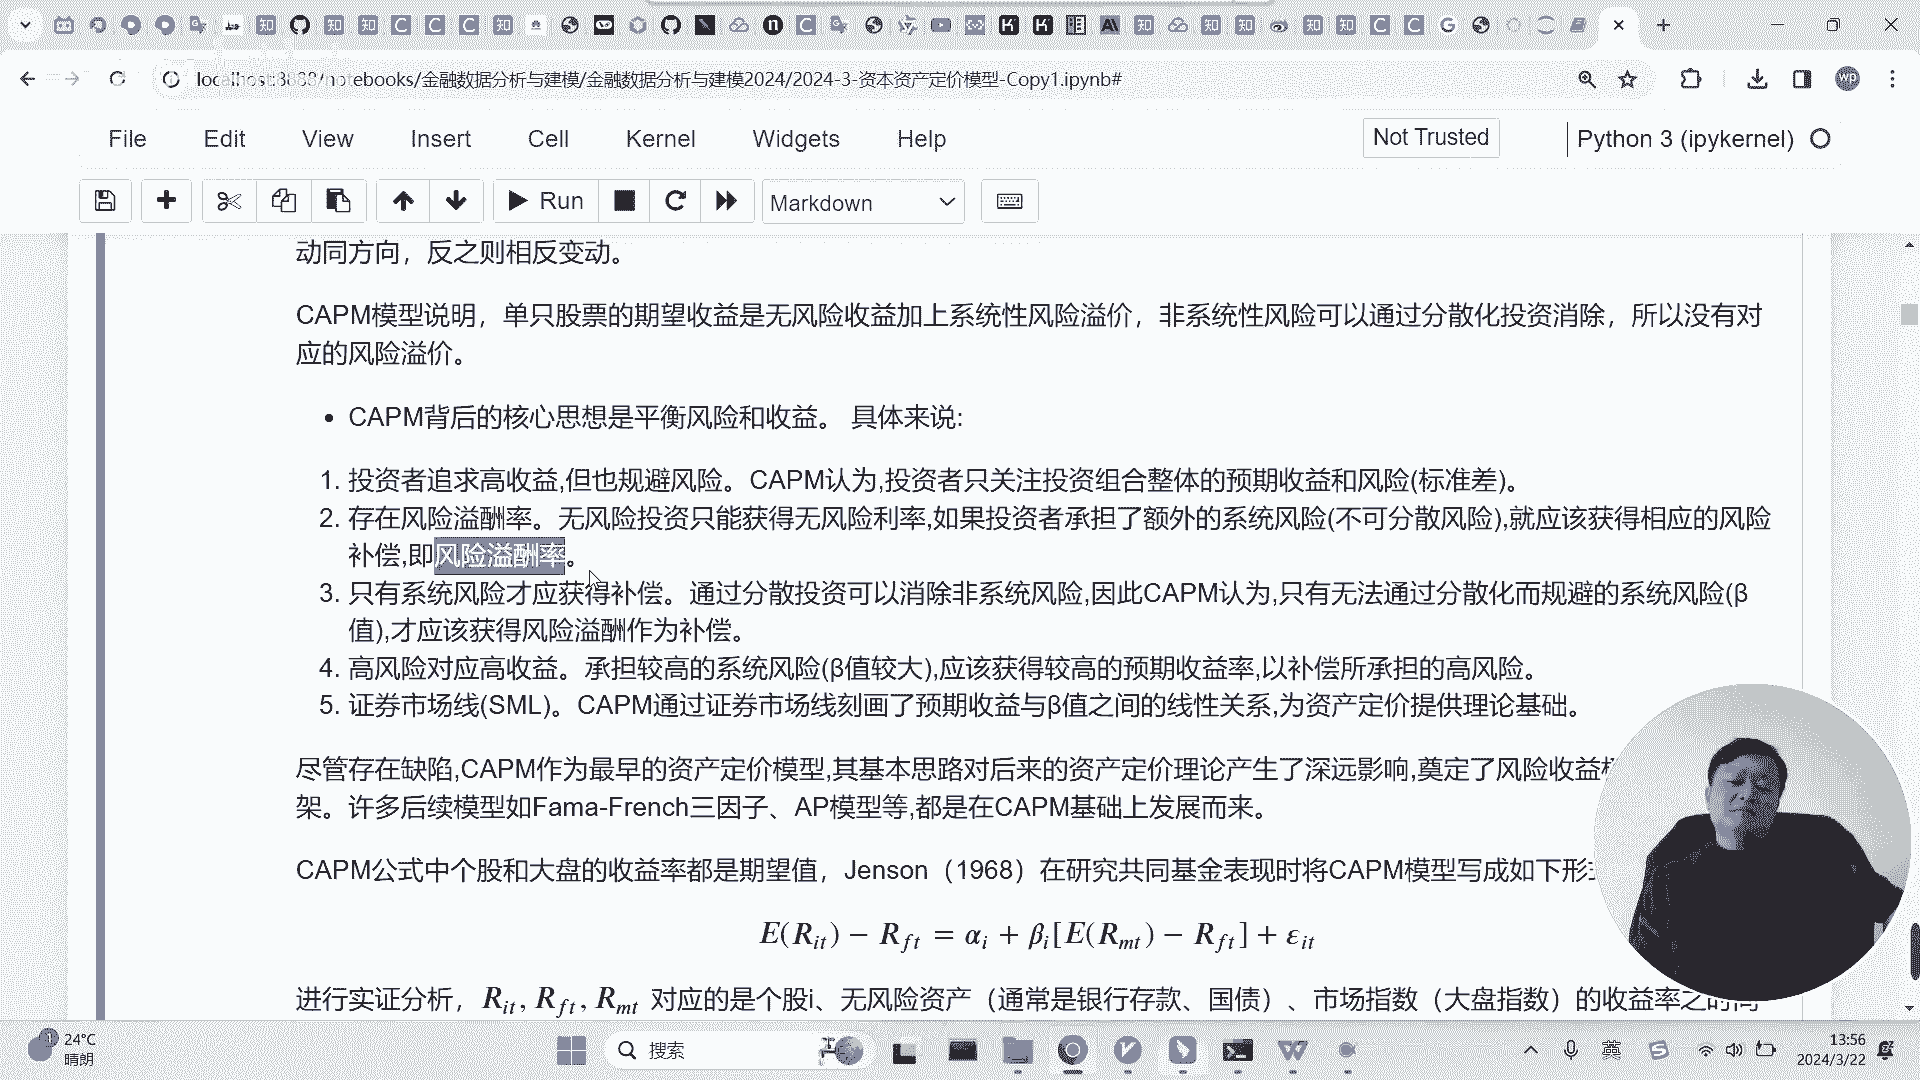 localhost:8888/notebooks/金融数据分析与建模/金融数据分析与建模2024/2024-3-资本资产定价模型-Copy1.ipynb#
wp
File Edit View Insert Cell Kernel Widgets Help
Not Trusted
Python 3 (ipykernel)
Run
Markdown
动同方向，反之则相反变动。
CAPM模型说明，单只股票的期望收益是无风险收益加上系统性风险溢价，非系统性风险可以通过分散化投资消除，所以没有对
应的风险溢价。
• CAPM背后的核心思想是平衡风险和收益。 具体来说:
1. 投资者追求高收益,但也规避风险。CAPM认为,投资者只关注投资组合整体的预期收益和风险(标准差)。
2. 存在风险溢酬率。无风险投资只能获得无风险利率,如果投资者承担了额外的系统风险(不可分散风险),就应该获得相应的风险
补偿,即风险溢酬率。
3. 只有系统风险才应获得补偿。通过分散投资可以消除非系统风险,因此CAPM认为,只有无法通过分散化而规避的系统风险(β
值),才应该获得风险溢酬作为补偿。
4. 高风险对应高收益。承担较高的系统风险(β值较大),应该获得较高的预期收益率,以补偿所承担的高风险。
5. 证券市场线(SML)。CAPM通过证券市场线刻画了预期收益与β值之间的线性关系,为资产定价提供理论基础。
尽管存在缺陷,CAPM作为最早的资产定价模型,其基本思路对后来的资产定价理论产生了深远影响,奠定了风险收益
架。许多后续模型如Fama-French三因子、AP模型等,都是在CAPM基础上发展而来。
CAPM公式中个股和大盘的收益率都是期望值，Jenson（1968）在研究共同基金表现时将CAPM模型写成如下形
E(R_{it}) − R_{ft} = α_i + β_i[E(R_{mt}) − R_{ft}] + ε_{it}
进行实证分析，R_{it}, R_{ft}, R_{mt} 对应的是个股i、无风险资产（通常是银行存款、国债）、市场指数（大盘指数）的收益率之时间
24°C
晴朗
搜索
英
13:56
2024/3/22